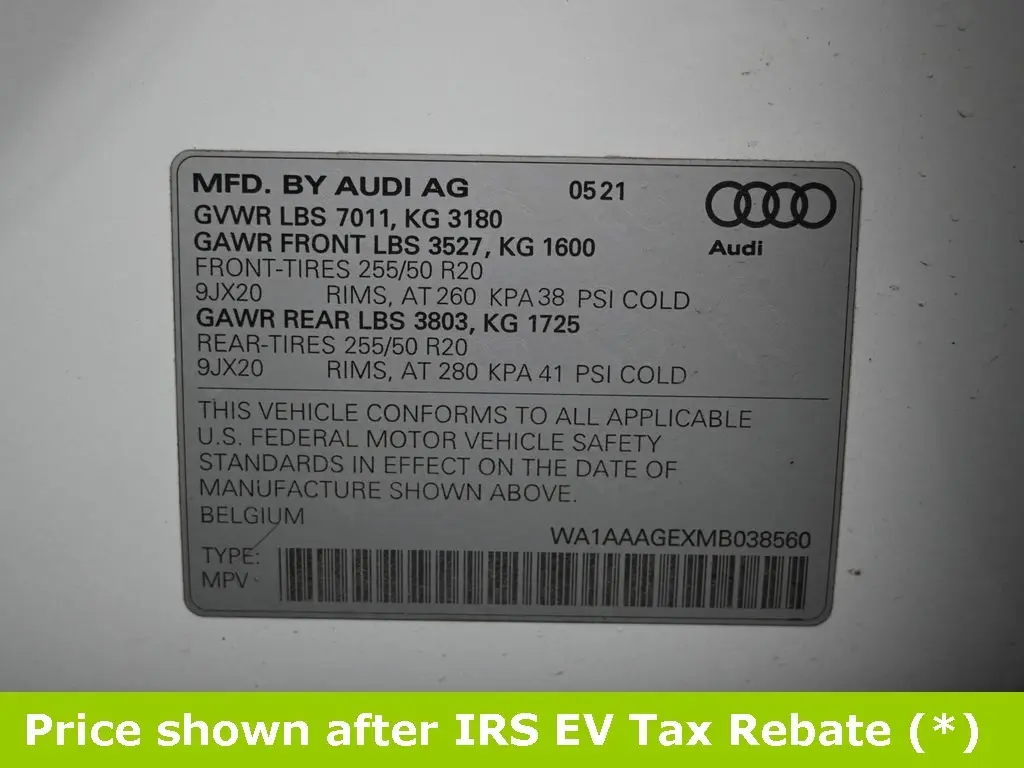 MFD. BY AUDI AG 0521
GVWR LBS 7011, KG 3180
GAWR FRONT LBS 3527, KG 1600
Audi
FRONT-TIRES 255/50 R20
9JX20 RIMS, AT 260 KPA 38 PSI COLD
GAWR REAR LBS 3803, KG 1725
REAR-TIRES 255/50 R20
9JX20 RIMS, AT 280 KPA 41 PSI COLD
THIS VEHICLE CONFORMS TO ALL APPLICABLE
U.S. FEDERAL MOTOR VEHICLE SAFETY
STANDARDS IN EFFECT ON THE DATE OF
MANUFACTURE SHOWN ABOVE.
BELGIUM
WA1AAAGEXMB038560
TYPE:
MPV
Price shown after IRS EV Tax Rebate (*)